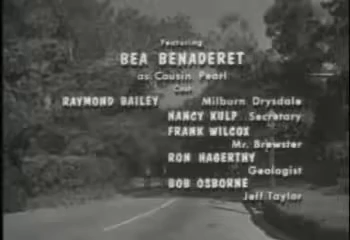 Featuring
BEA BENADERET
as Cousin Pearl
Cast
RAYMOND BAILEY Milburn Drysdale
NANCY KULP Secretary
FRANK WILCOX
Mr. Brewster
RON HAGERTHY
Geologist
BOB OSBORNE
Jeff Taylor